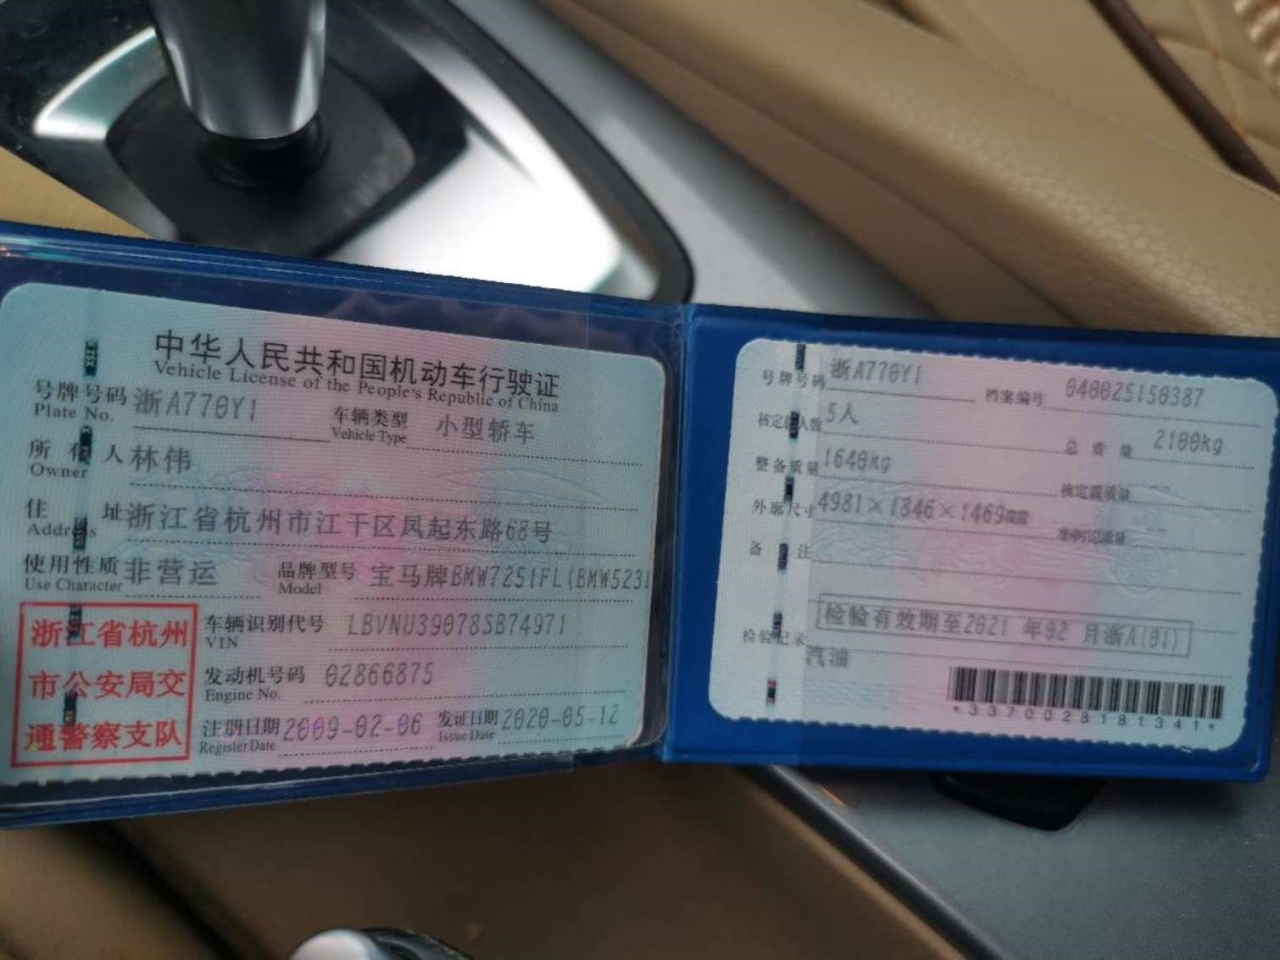 中华人民共和国机动车行驶证
Vehicle License of the People's Republic of China
号牌号码 浙A770Y1 车辆类型 小型轿车
Plate No. Vehicle Type
所有人 林伟
Owner
住址 浙江省杭州市江干区凤起东路68号
Address
使用性质 非营运 品牌型号 宝马牌BMW7251FL(BMW523
Use Character Model
浙江省杭州
市公安局交
通警察支队
车辆识别代号 LBVNU39078SB74971
VIN
发动机号码 02866875
Engine No.
注册日期 2009-02-06 发证日期 2020-05-12
Register Date Issue Date
号牌号码 浙A770Y1 档案编号 040025150387
核定载人数 5人 总质量 2100kg
整备质量 1640kg 核定载质量 --
外廓尺寸 4981×1846×1469 准牵引总质量 --
备注
检验记录 检验有效期至2021 年02 月浙A(01)
汽油
*3370028181341*